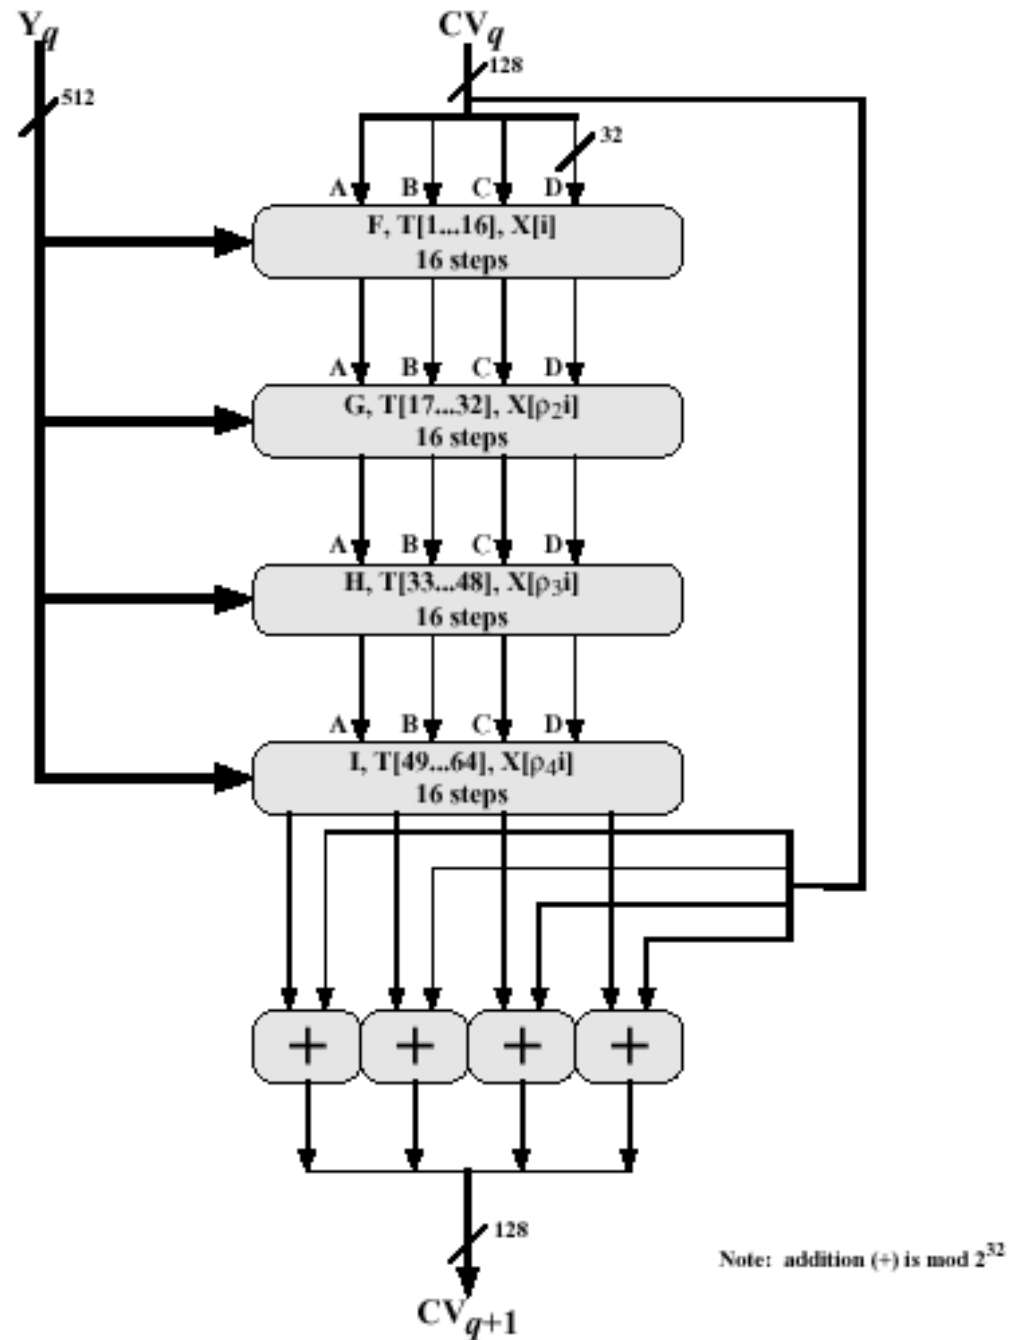 Yq CVq
128
512
32
A B C D
F, T[1...16], X[i]
16 steps
A B C D
G, T[17...32], X[ρ2i]
16 steps
A B C D
H, T[33...48], X[ρ3i]
16 steps
A B C D
I, T[49...64], X[ρ4i]
16 steps
+ + + +
128
Note: addition (+) is mod 2^32
CVq+1